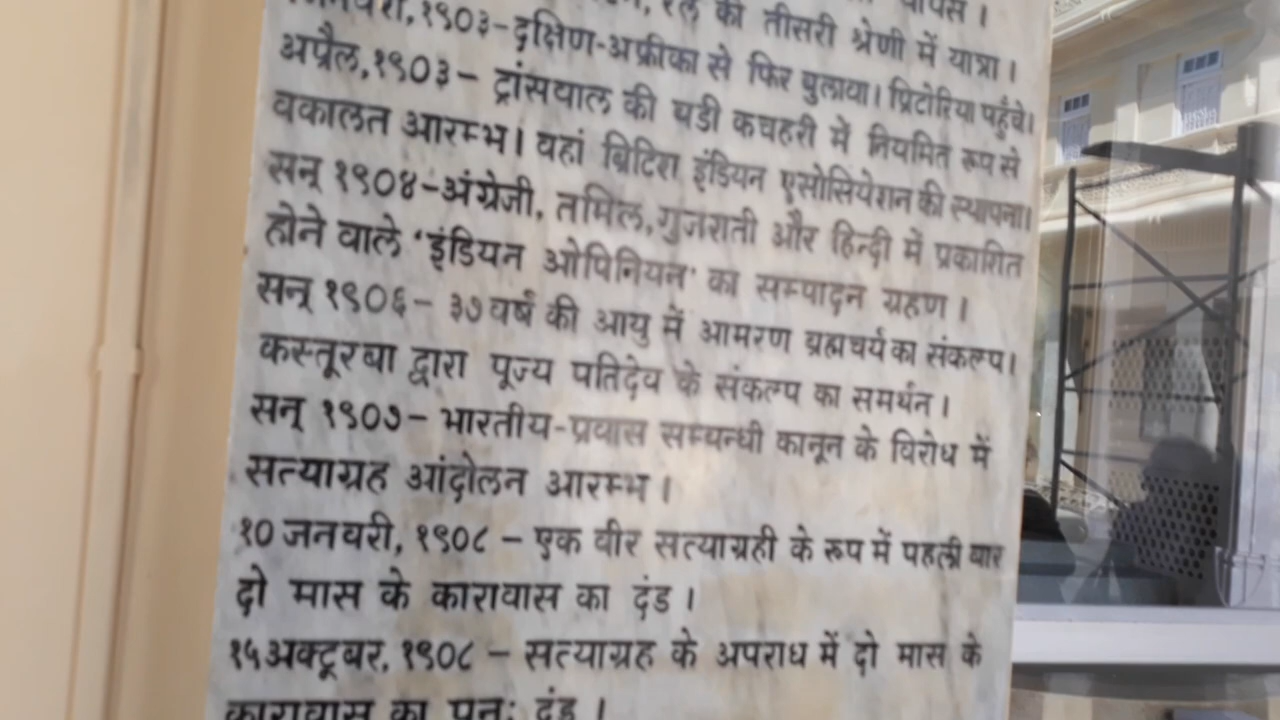 रेल की तीसरी श्रेणी में यात्रा।
जनवरी, १९०३-दक्षिण-अफ्रीका से फिर बुलावा। प्रिटोरिया पहुँचे।
अप्रैल, १९०३ - ट्रांसवाल की बडी कचहरी में नियमित रूप से
वकालत आरम्भ। वहां ब्रिटिश इंडियन एसोसियेशन की स्थापना।
सन् १९०४-अंग्रेजी, तमिल, गुजराती और हिन्दी में प्रकाशित
होने वाले 'इंडियन ओपिनियन' का सम्पादन ग्रहण।
सन् १९०६ - ३७ वर्ष की आयु में आमरण ब्रह्मचर्य का संकल्प।
कस्तूरबा द्वारा पूज्य पतिदेव के संकल्प का समर्थन।
सन् १९०७ - भारतीय-प्रवास सम्बन्धी कानून के विरोध में
सत्याग्रह आंदोलन आरम्भ।
१० जनवरी, १९०८ - एक वीर सत्याग्रही के रूप में पहली बार
दो मास के कारावास का दंड।
१५ अक्टूबर, १९०८ - सत्याग्रह के अपराध में दो मास के
कारावास का पुनः दंड।